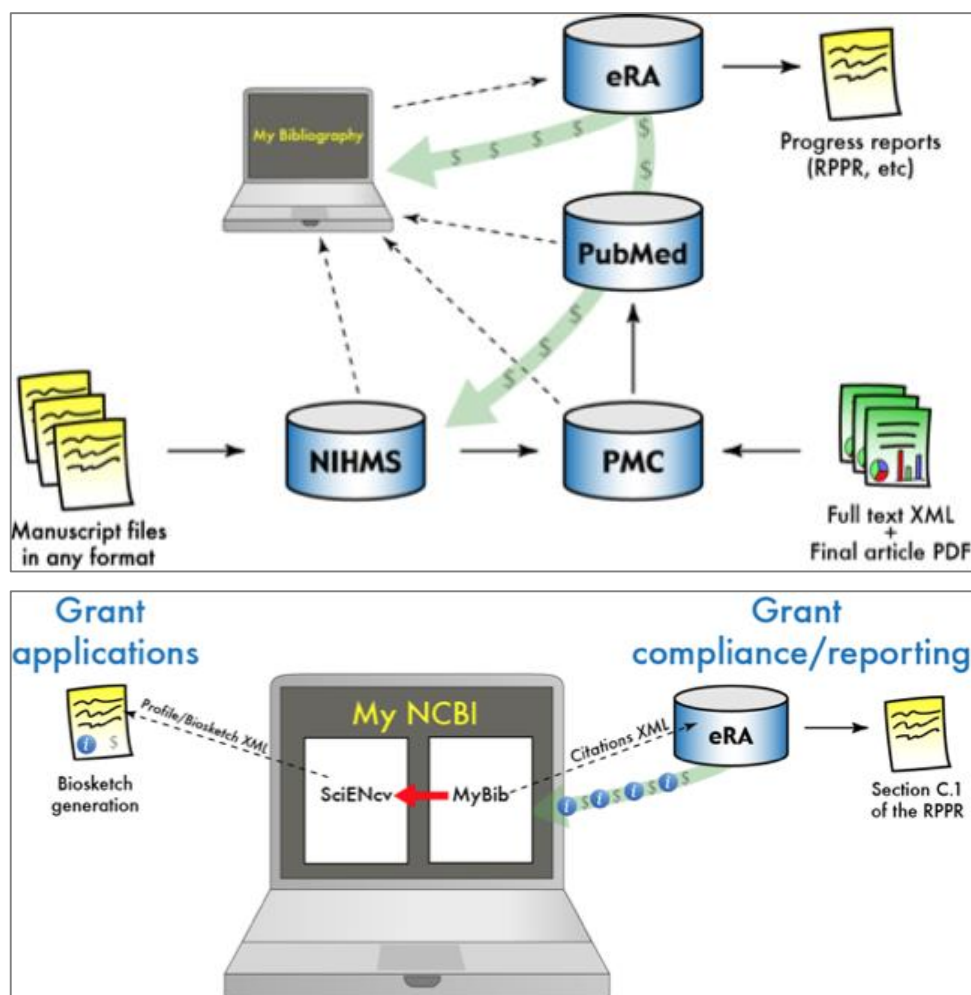 eRA
My Bibliography
$ $ $ $
$
$
Progress reports
(RPPR, etc)
PubMed
$
$
$
$
NIHMS
PMC
Manuscript files
in any format
Full text XML
+
Final article PDF
Grant
applications
Grant
compliance/reporting
My NCBI
Profile/Biosketch XML
Citations XML
eRA
i $
SciENcv
MyBib
i $ i $ i $ i $
Biosketch
generation
Section C.1
of the RPPR